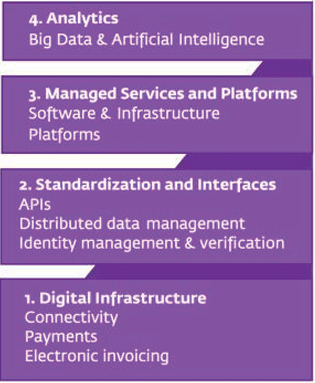 4. Analytics
Big Data & Artificial Intelligence
3. Managed Services and Platforms
Software & Infrastructure
Platforms
2. Standardization and Interfaces
APIs
Distributed data management
Identity management & verification
1. Digital Infrastructure
Connectivity
Payments
Electronic invoicing